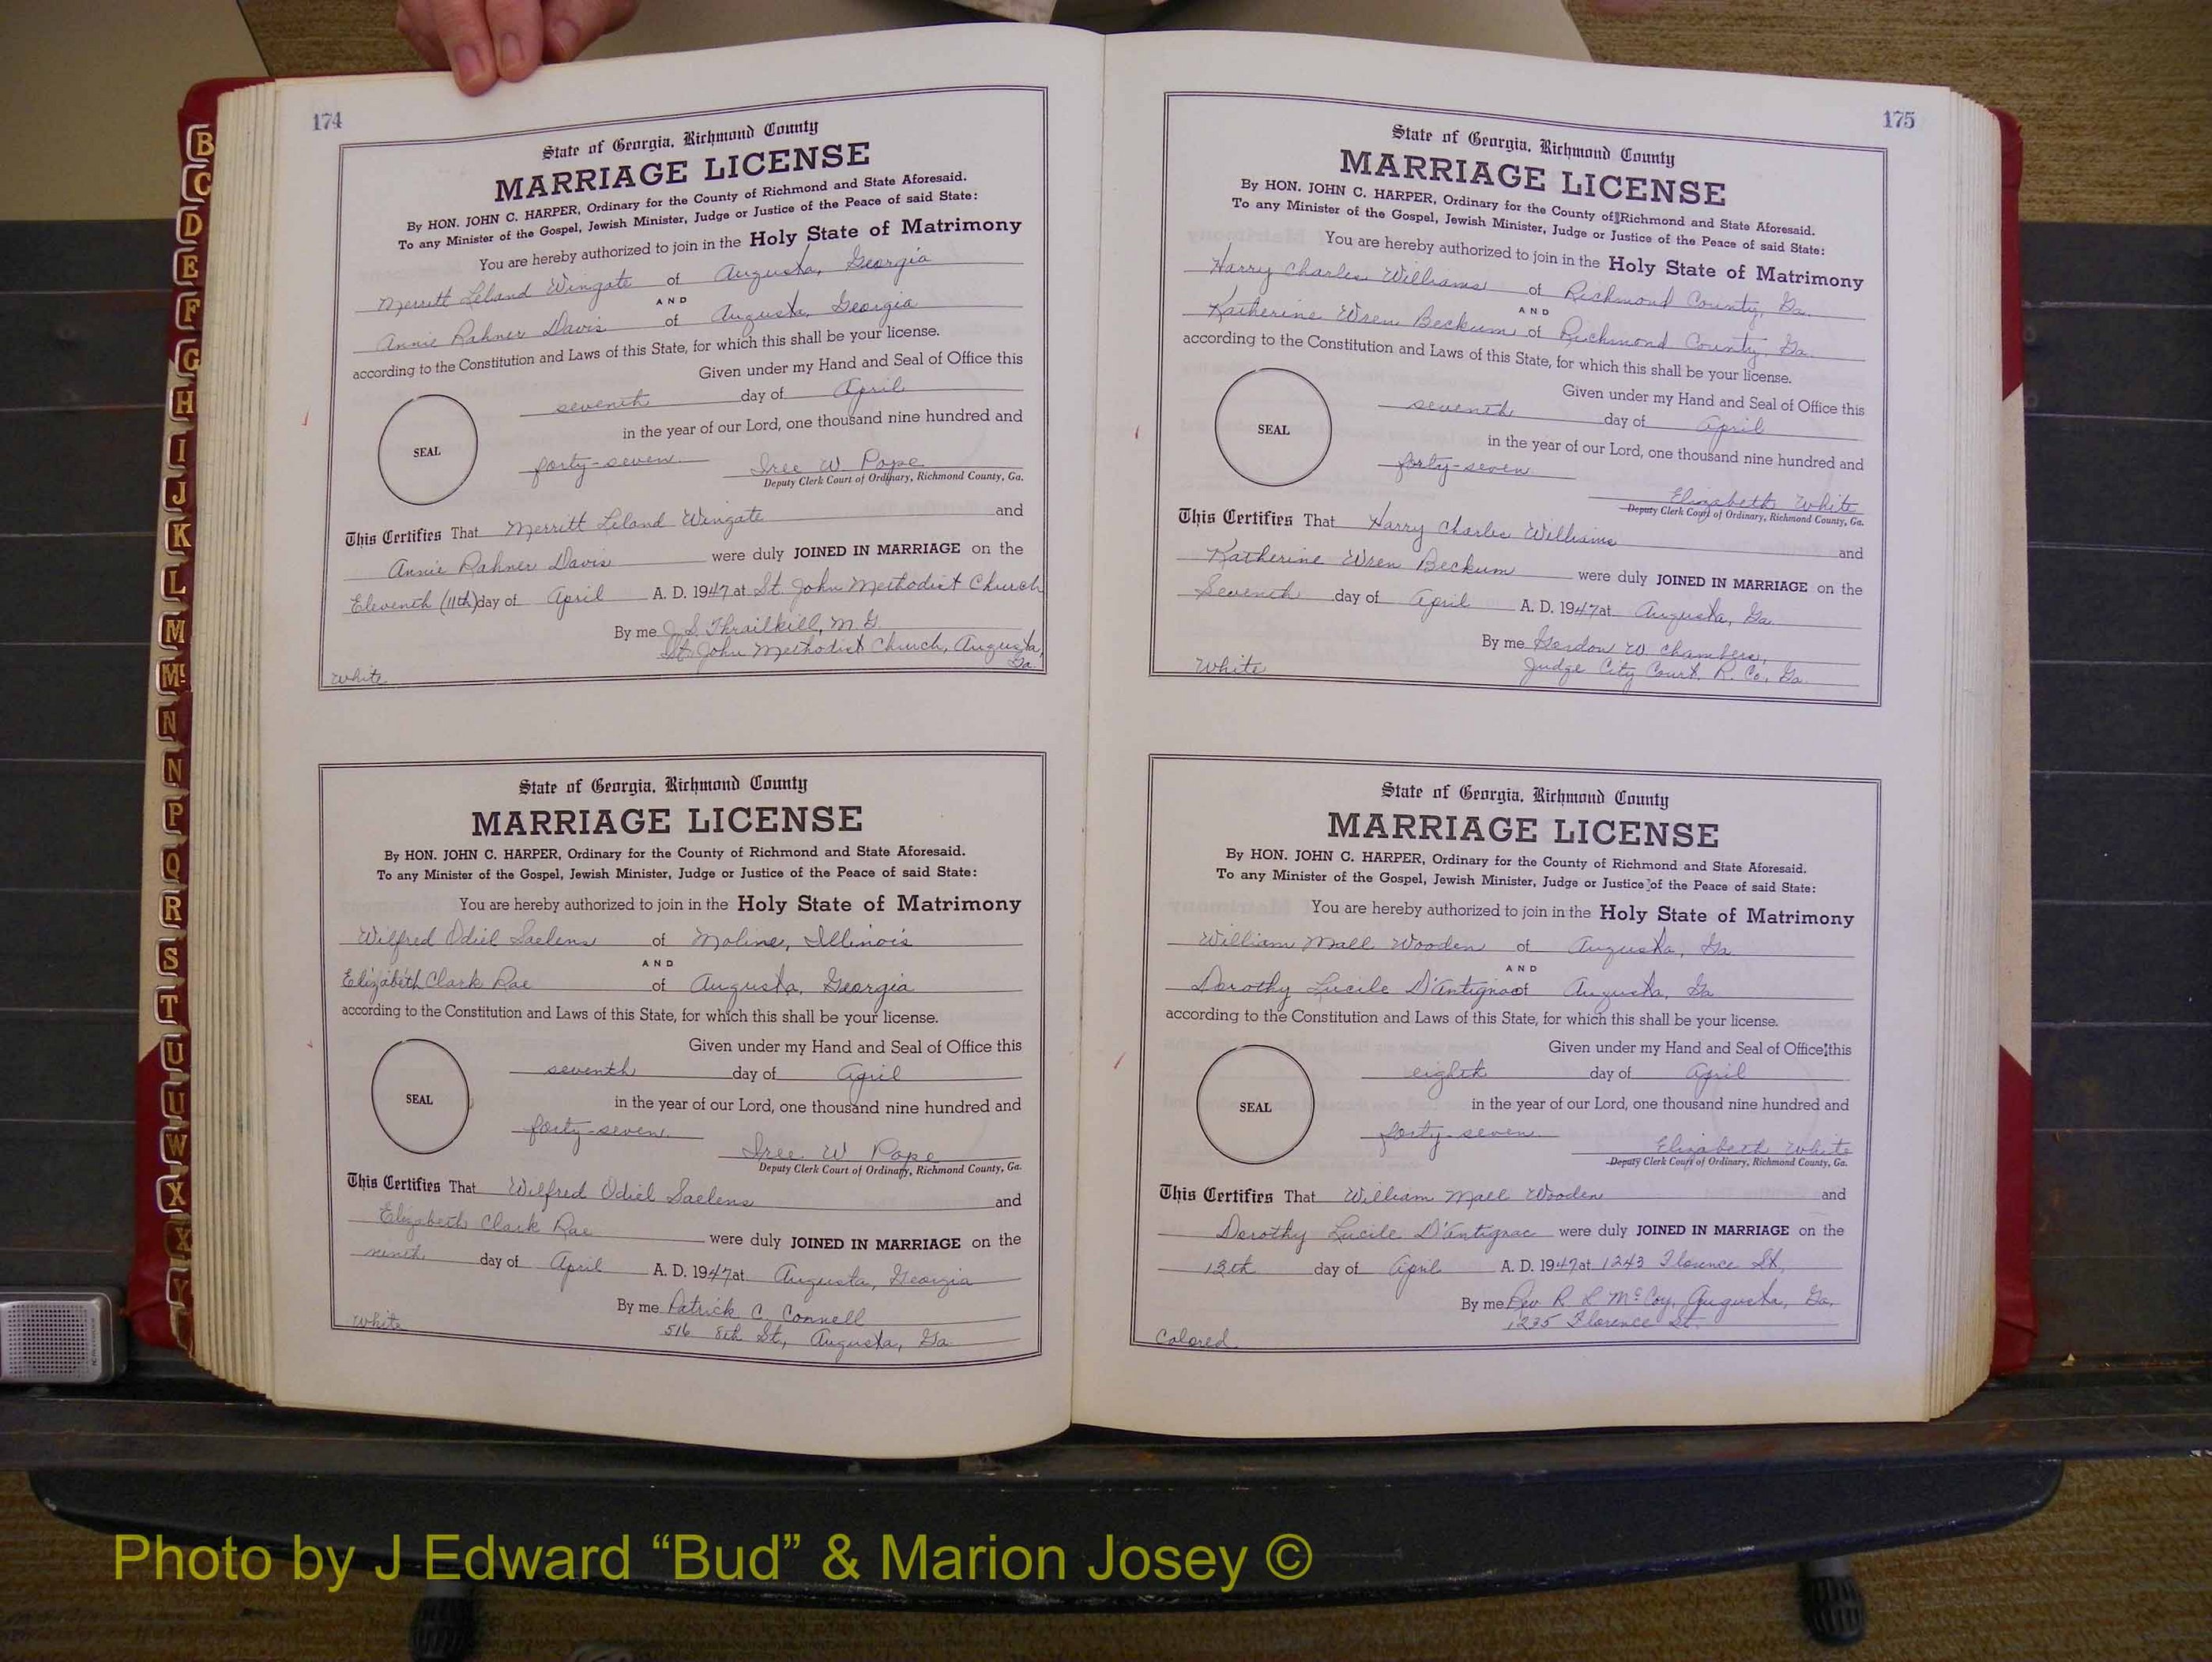 174
State of Georgia, Richmond County
MARRIAGE LICENSE
By HON. JOHN C. HARPER, Ordinary for the County of Richmond and State Aforesaid.
To any Minister of the Gospel, Jewish Minister, Judge or Justice of the Peace of said State:
You are hereby authorized to join in the Holy State of Matrimony
Merritt Leland Wingate of Augusta, Georgia
AND
Annie Rahner Davis of Augusta, Georgia
according to the Constitution and Laws of this State, for which this shall be your license.
Given under my Hand and Seal of Office this
seventh day of April
in the year of our Lord, one thousand nine hundred and
SEAL
forty-seven. Iree W Pope
Deputy Clerk Court of Ordinary, Richmond County, Ga.
This Certifies That Merritt Leland Wingate and
Annie Rahner Davis were duly JOINED IN MARRIAGE on the
Eleventh (11th) day of April A. D. 1947 at St. John Methodist Church
By me J. S. Thrailkill, M. G.
St. John Methodist Church, Augusta,
Ga.
White
State of Georgia, Richmond County
MARRIAGE LICENSE
By HON. JOHN C. HARPER, Ordinary for the County of Richmond and State Aforesaid.
To any Minister of the Gospel, Jewish Minister, Judge or Justice of the Peace of said State:
You are hereby authorized to join in the Holy State of Matrimony
Wilfred Odiel Saelens of Moline, Illinois
AND
Elizabeth Clark Rae of Augusta, Georgia
according to the Constitution and Laws of this State, for which this shall be your license.
Given under my Hand and Seal of Office this
seventh day of April
in the year of our Lord, one thousand nine hundred and
SEAL
forty-seven. Iree W Pope
Deputy Clerk Court of Ordinary, Richmond County, Ga.
This Certifies That Wilfred Odiel Saelens and
Elizabeth Clark Rae were duly JOINED IN MARRIAGE on the
ninth day of April A. D. 1947 at Augusta, Georgia
By me Patrick C. Connell
516 8th St., Augusta, Ga.
White
175
State of Georgia, Richmond County
MARRIAGE LICENSE
By HON. JOHN C. HARPER, Ordinary for the County of Richmond and State Aforesaid.
To any Minister of the Gospel, Jewish Minister, Judge or Justice of the Peace of said State:
You are hereby authorized to join in the Holy State of Matrimony
Harry Charles Williams of Richmond County, Ga.
AND
Katherine Wren Beckum of Richmond County, Ga.
according to the Constitution and Laws of this State, for which this shall be your license.
Given under my Hand and Seal of Office this
seventh day of April
in the year of our Lord, one thousand nine hundred and
SEAL
forty-seven
Elizabeth White
Deputy Clerk Court of Ordinary, Richmond County, Ga.
This Certifies That Harry Charles Williams and
Katherine Wren Beckum were duly JOINED IN MARRIAGE on the
Seventh day of April A. D. 1947 at Augusta, Ga.
By me Gordon W. Chambers,
Judge City Court, R. Co., Ga.
White
State of Georgia, Richmond County
MARRIAGE LICENSE
By HON. JOHN C. HARPER, Ordinary for the County of Richmond and State Aforesaid.
To any Minister of the Gospel, Jewish Minister, Judge or Justice of the Peace of said State:
You are hereby authorized to join in the Holy State of Matrimony
William Mall Wooden of Augusta, Ga
AND
Dorothy Lucile D'Antignac of Augusta, Ga
according to the Constitution and Laws of this State, for which this shall be your license.
Given under my Hand and Seal of Office this
eighth day of April
in the year of our Lord, one thousand nine hundred and
SEAL
forty-seven
Elizabeth White
Deputy Clerk Court of Ordinary, Richmond County, Ga.
This Certifies That William Mall Wooden and
Dorothy Lucile D'Antignac were duly JOINED IN MARRIAGE on the
13th day of April A. D. 1947 at 1243 Florence St.
By me Rev R L McCoy, Augusta, Ga.
1235 Florence St.
Colored.
B
C
D
E
F
G
H
I
J
K
L
M
Mc
N
N
P
Q
R
S
T
U
U
W
X
X
Y
Photo by J Edward “Bud” & Marion Josey ©